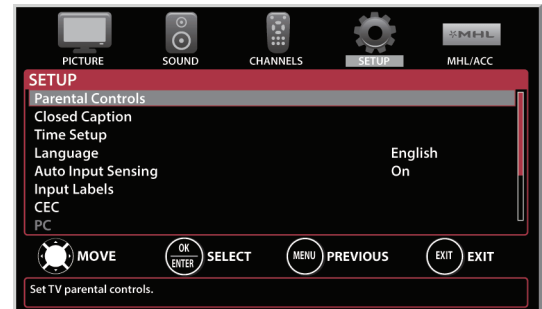 MHL
PICTURE SOUND CHANNELS SETUP MHL/ACC
SETUP
Parental Controls
Closed Caption
Time Setup
Language English
Auto Input Sensing On
Input Labels
CEC
PC
MOVE OK ENTER SELECT MENU PREVIOUS EXIT EXIT
Set TV parental controls.